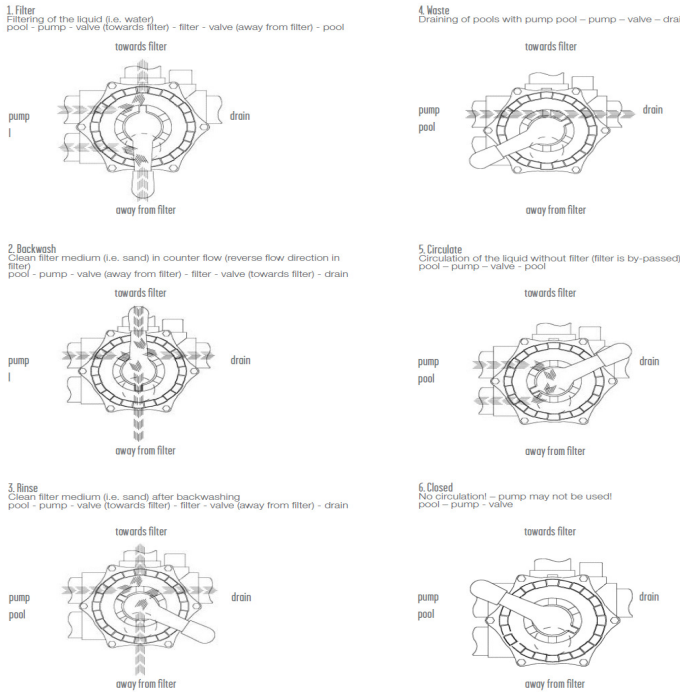 1. Filter
Filtering of the liquid (i.e. water)
pool - pump - valve (towards filter) - filter - valve (away from filter) - pool
towards filter
pump
l
drain
away from filter
2. Backwash
Clean filter medium (i.e. sand) in counter flow (reverse flow direction in
filter)
pool - pump - valve (away from filter) - filter - valve (towards filter) - drain
towards filter
pump
l
drain
away from filter
3. Rinse
Clean filter medium (i.e. sand) after backwashing
pool - pump - valve (towards filter) - filter - valve (away from filter) - drain
towards filter
pump
pool
drain
away from filter
4. Waste
Draining of pools with pump pool – pump – valve – drai
towards filter
pump
pool
drain
away from filter
5. Circulate
Circulation of the liquid without filter (filter is by-passed)
pool – pump – valve - pool
towards filter
pump
pool
drain
away from filter
6. Closed
No circulation! – pump may not be used!
pool – pump - valve
towards filter
pump
pool
drain
away from filter